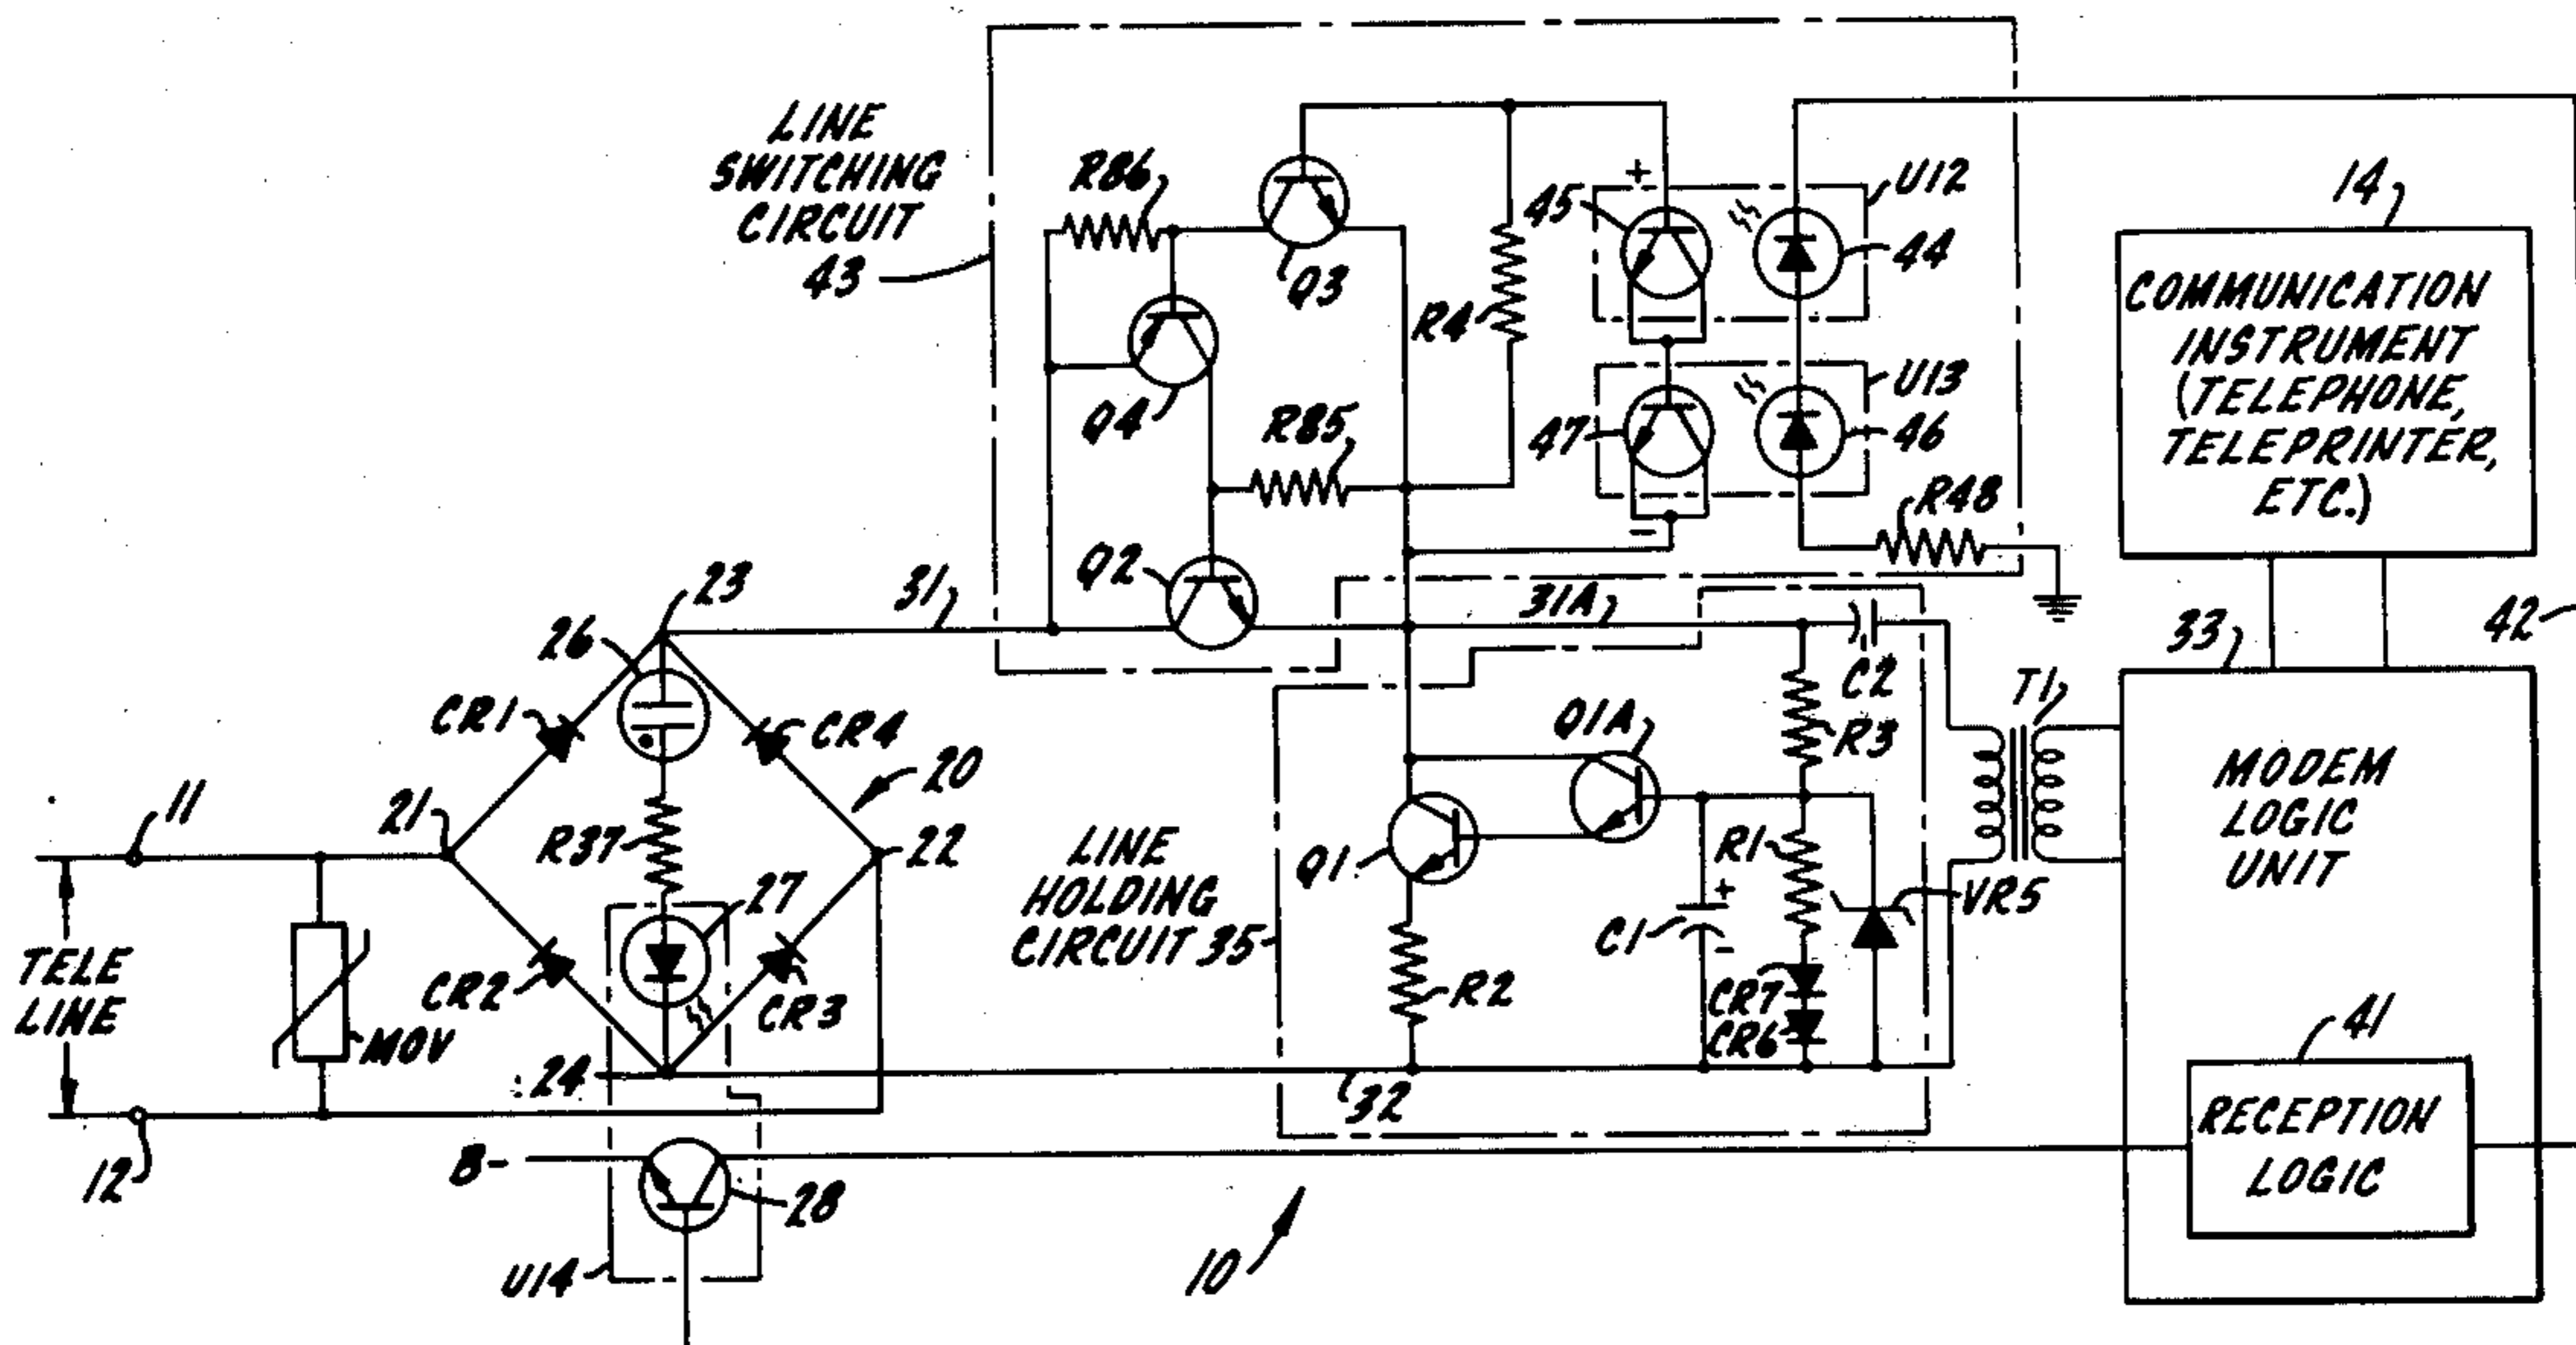 LINE
SWITCHING
CIRCUIT
43
R86
Q3
Q4
R85
Q2
R4
+
45
U12
44
47
U13
46
-
R48
14
COMMUNICATION
INSTRUMENT
(TELEPHONE,
TELEPRINTER,
ETC.)
33
42
31
31A
23
26
CR1
CR4
20
11
21
22
R37
27
CR2
CR3
TELE
LINE
MOV
24
12
B-
28
U14
32
10
LINE
HOLDING
CIRCUIT 35
Q1
Q1A
R2
C1
+
-
R1
R3
C2
CR7
CR6
VR5
T1
MODEM
LOGIC
UNIT
41
RECEPTION
LOGIC